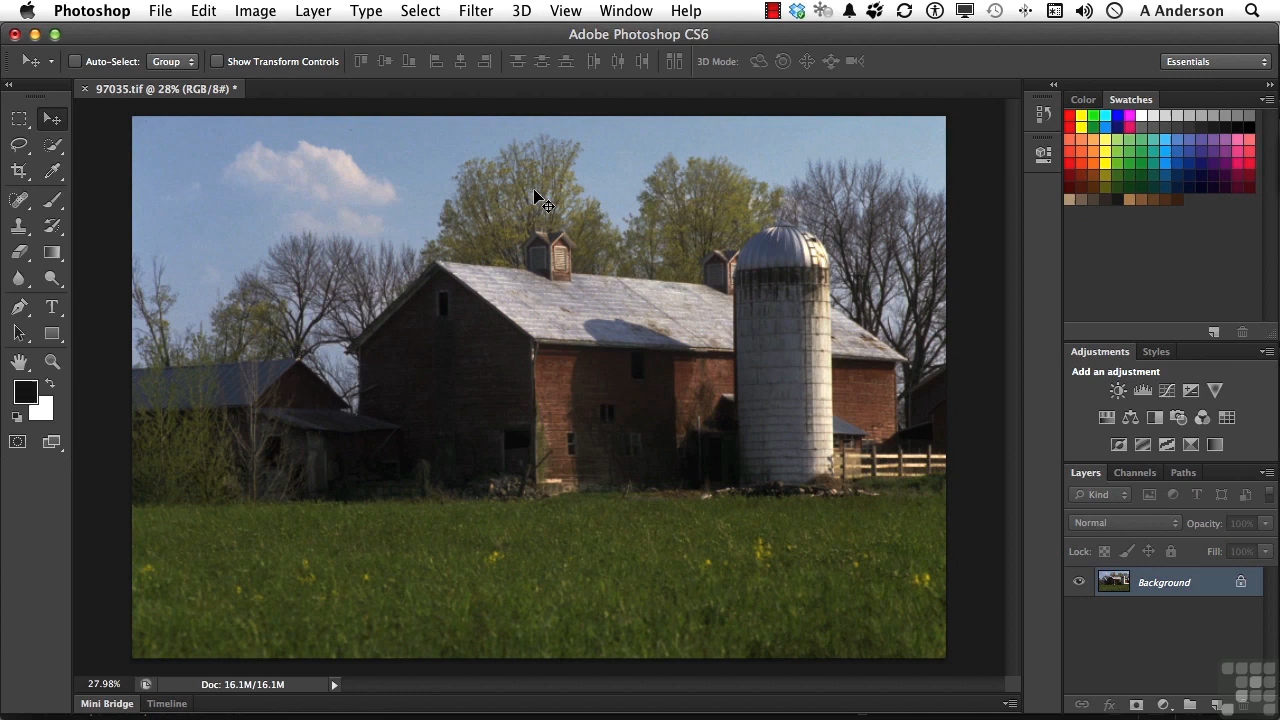 Photoshop File Edit Image Layer Type Select Filter 3D View Window Help A Anderson
Adobe Photoshop CS6
Auto-Select: Group Show Transform Controls 3D Mode: Essentials
97035.tif @ 28% (RGB/8#) *
Color Swatches
Adjustments Styles
Add an adjustment
Layers Channels Paths
Kind
Normal Opacity: 100%
Lock: Fill: 100%
Background
27.98% Doc: 16.1M/16.1M
Mini Bridge Timeline